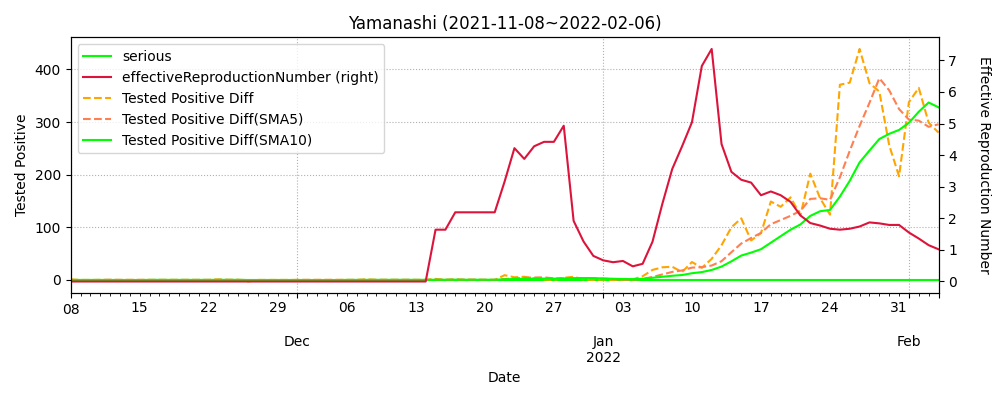 Yamanashi (2021-11-08~2022-02-06)
serious
effectiveReproductionNumber (right)
Tested Positive Diff
Tested Positive Diff(SMA5)
Tested Positive Diff(SMA10)
Tested Positive
400
300
200
100
0
7
6
5
4
3
2
1
0
Effective Reproduction Number
08 15 22 29 06 13 20 27 03 10 17 24 31
Dec Jan Feb
2022
Date